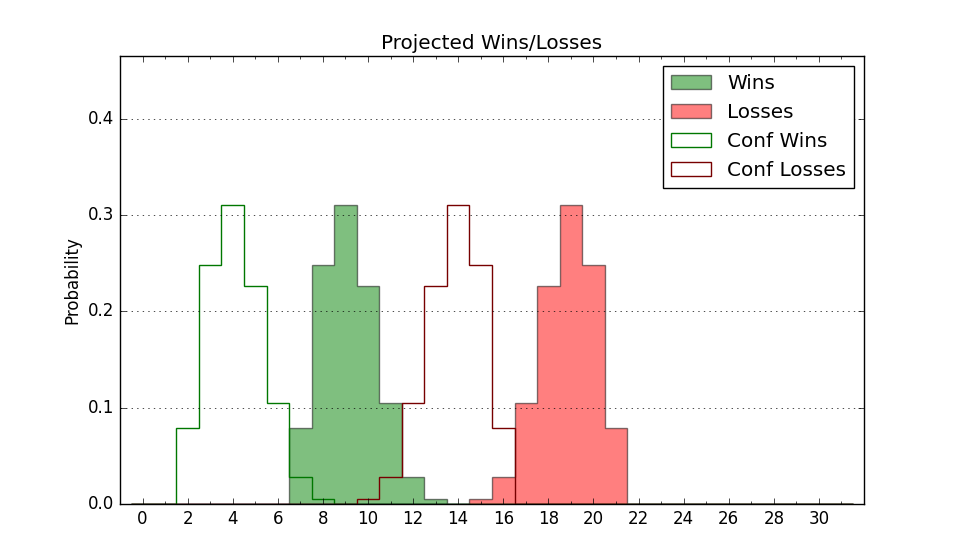 Projected Wins/Losses
Wins
Losses
Conf Wins
Conf Losses
Probability
0.4
0.3
0.2
0.1
0.0
0 2 4 6 8 10 12 14 16 18 20 22 24 26 28 30